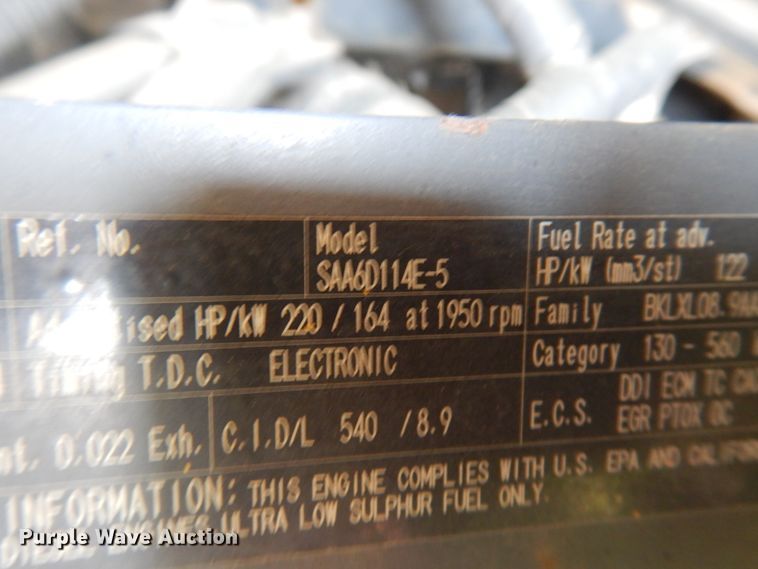 Ref. No. Model Fuel Rate at adv.
SAA6D114E-5 HP/kW (mm3/st) 122
HP/kW 220 / 164 at 1950 rpm Family BKLXL08.9AA
Timing T.D.C. ELECTRONIC Category 130 - 560
0.022 Exh. C.I.D/L 540 / 8.9 E.C.S. DDI ECM TC
EGR PTOX OC
INFORMATION: THIS ENGINE COMPLIES WITH U.S. EPA AND
ULTRA LOW SULPHUR FUEL ONLY.
Purple Wave Auction